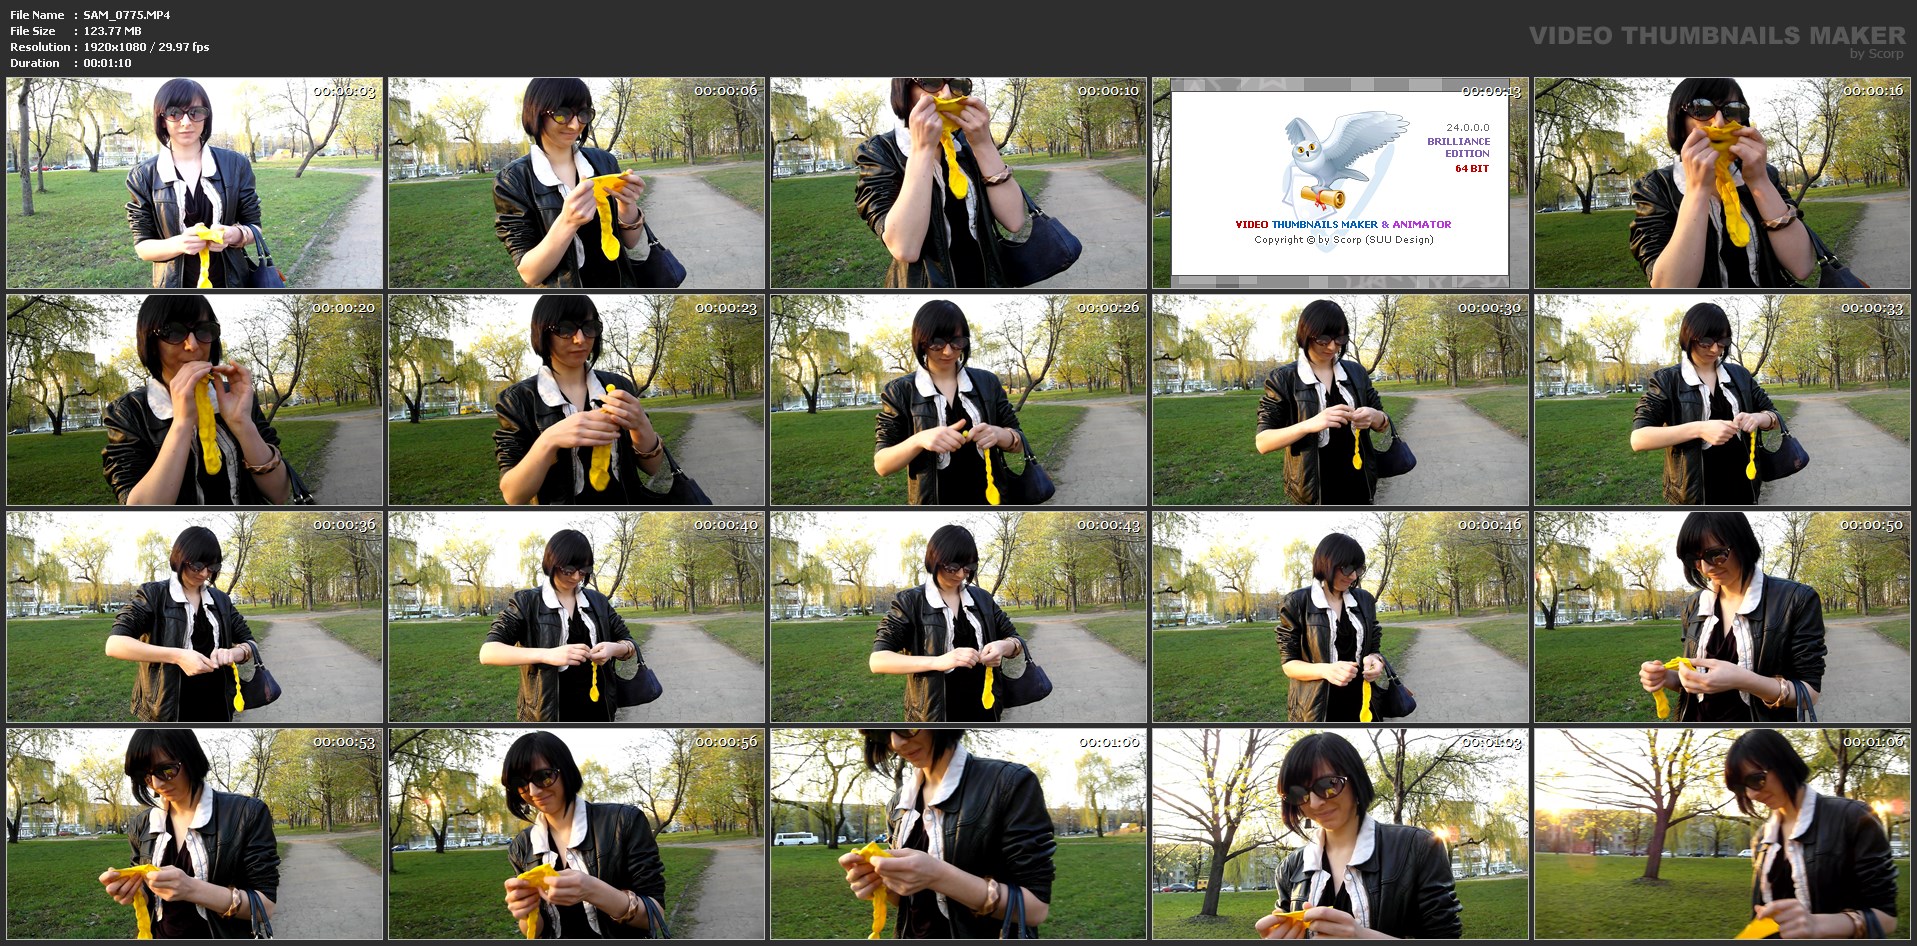 File Name : SAM_0775.MP4
File Size : 123.77 MB
Resolution : 1920x1080 / 29.97 fps
Duration : 00:01:10
VIDEO THUMBNAILS MAKER
by Scorp
00:00:03
00:00:06
00:00:10
00:00:13
24.0.0.0
BRILLIANCE
EDITION
64 BIT
VIDEO THUMBNAILS MAKER & ANIMATOR
Copyright © by Scorp (SUU Design)
00:00:16
00:00:20
00:00:23
00:00:26
00:00:30
00:00:33
00:00:36
00:00:40
00:00:43
00:00:46
00:00:50
00:00:53
00:00:56
00:01:00
00:01:03
00:01:06